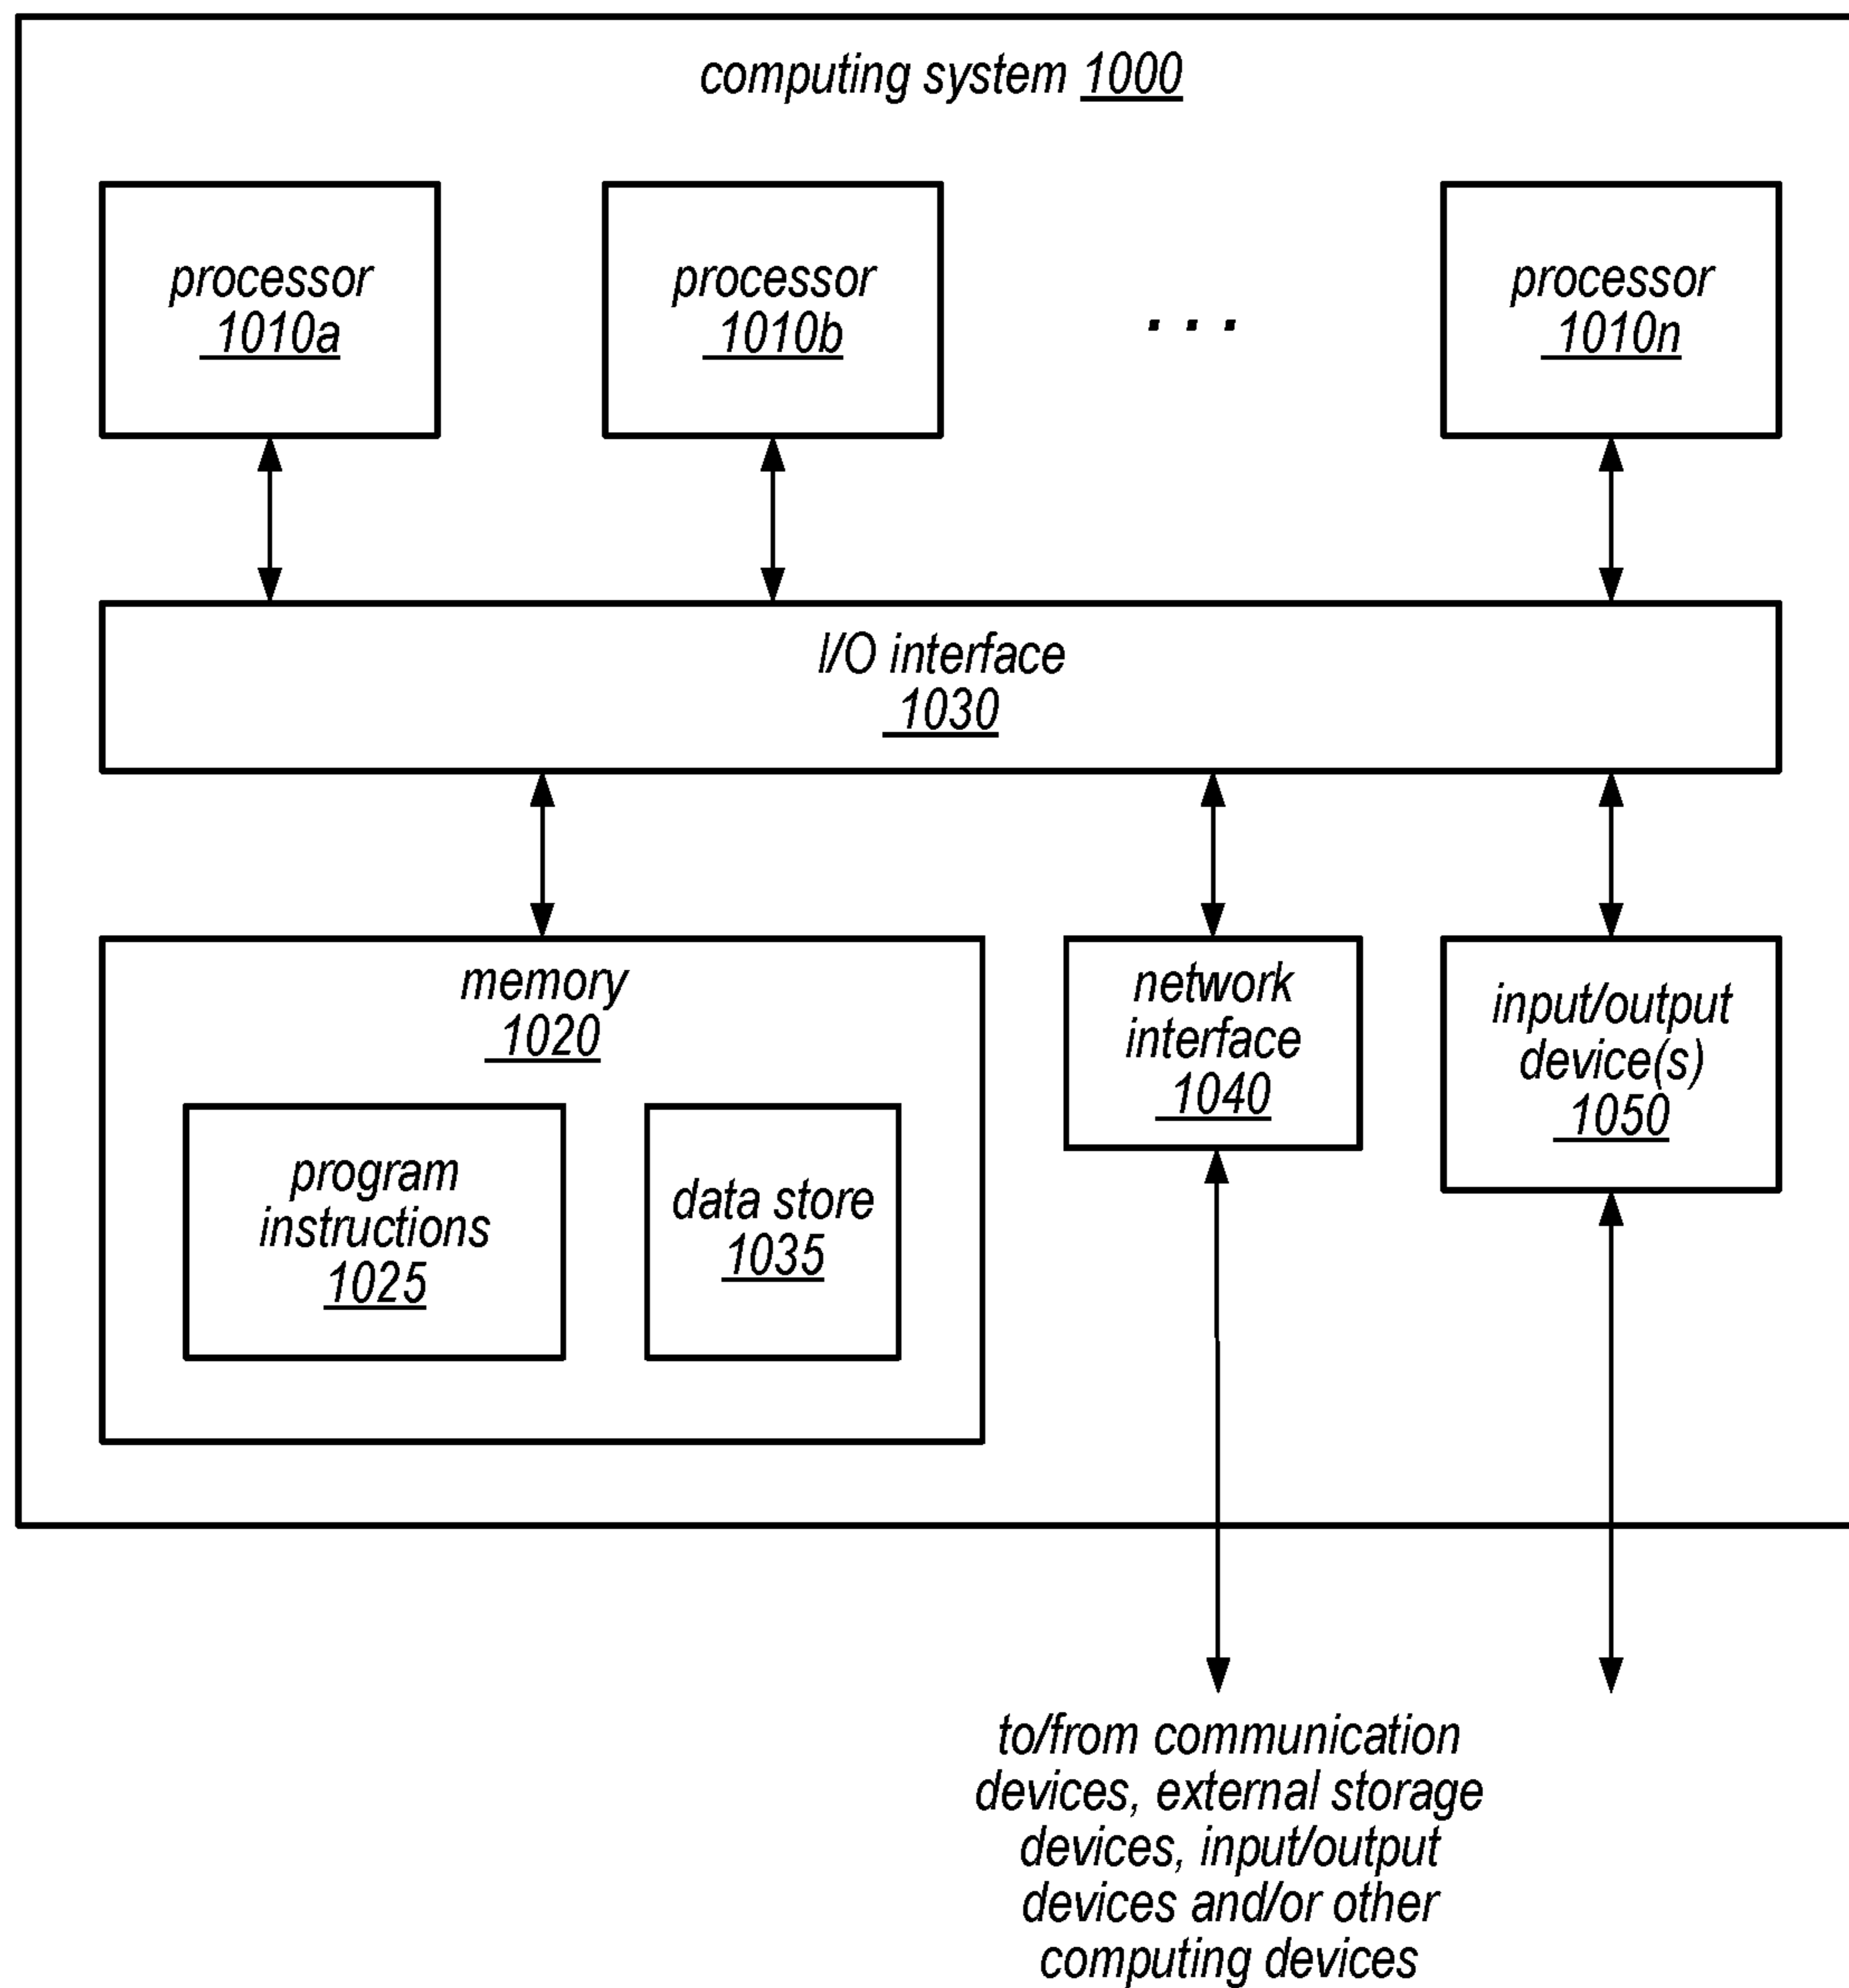 computing system 1000
processor
1010a
processor
1010b
. . .
processor
1010n
I/O interface
1030
memory
1020
program
instructions
1025
data store
1035
network
interface
1040
input/output
device(s)
1050
to/from communication
devices, external storage
devices, input/output
devices and/or other
computing devices